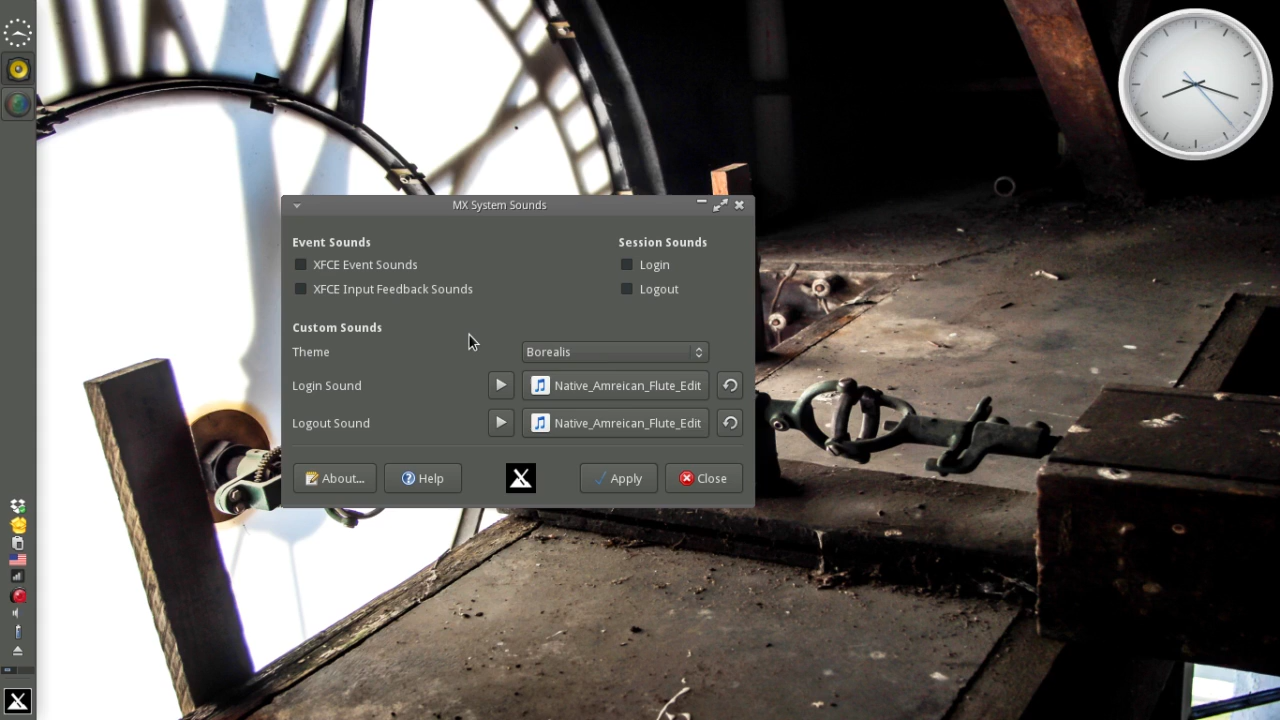 MX System Sounds
Event Sounds
Session Sounds
XFCE Event Sounds
Login
XFCE Input Feedback Sounds
Logout
Custom Sounds
Theme
Borealis
Login Sound
Native_Amreican_Flute_Edit
Logout Sound
Native_Amreican_Flute_Edit
About...
Help
Apply
Close